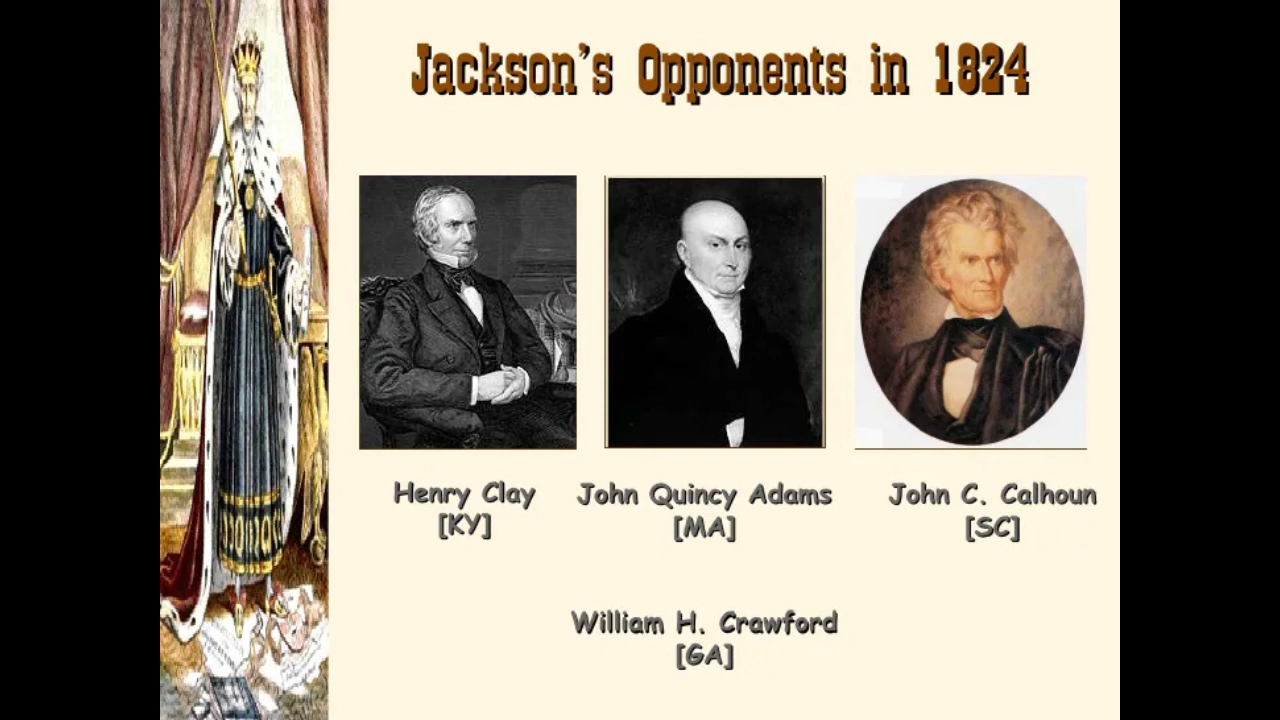 Jackson's Opponents in 1824
Henry Clay
[KY]
John Quincy Adams
[MA]
John C. Calhoun
[SC]
William H. Crawford
[GA]